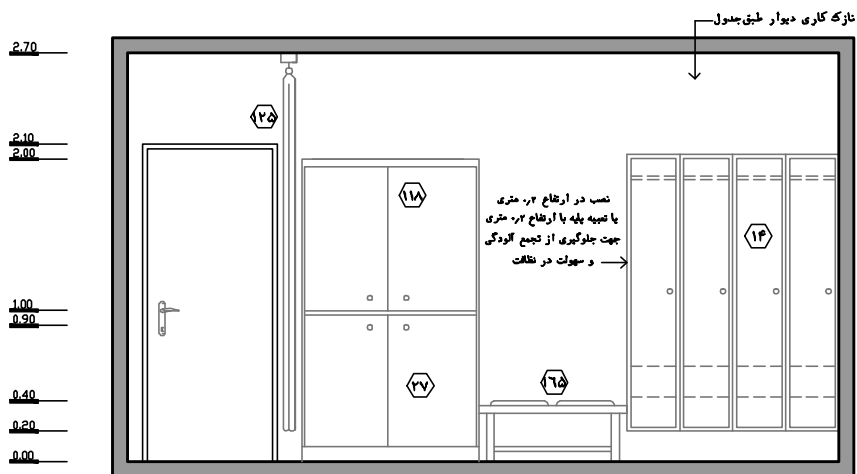 نازک کاری دیوار طبق جدول
2.70
۱۲۵
2.10
2.00
۱۱۸
نصب در ارتفاع ۰٫۲ متری
یا تعبیه پایه با ارتفاع ۰٫۲ متری
جهت جلوگیری از تجمع آلودگی
و سهولت در نظافت
۱۴
1.00
0.90
۲۷
۱۶۵
0.40
0.20
0.00